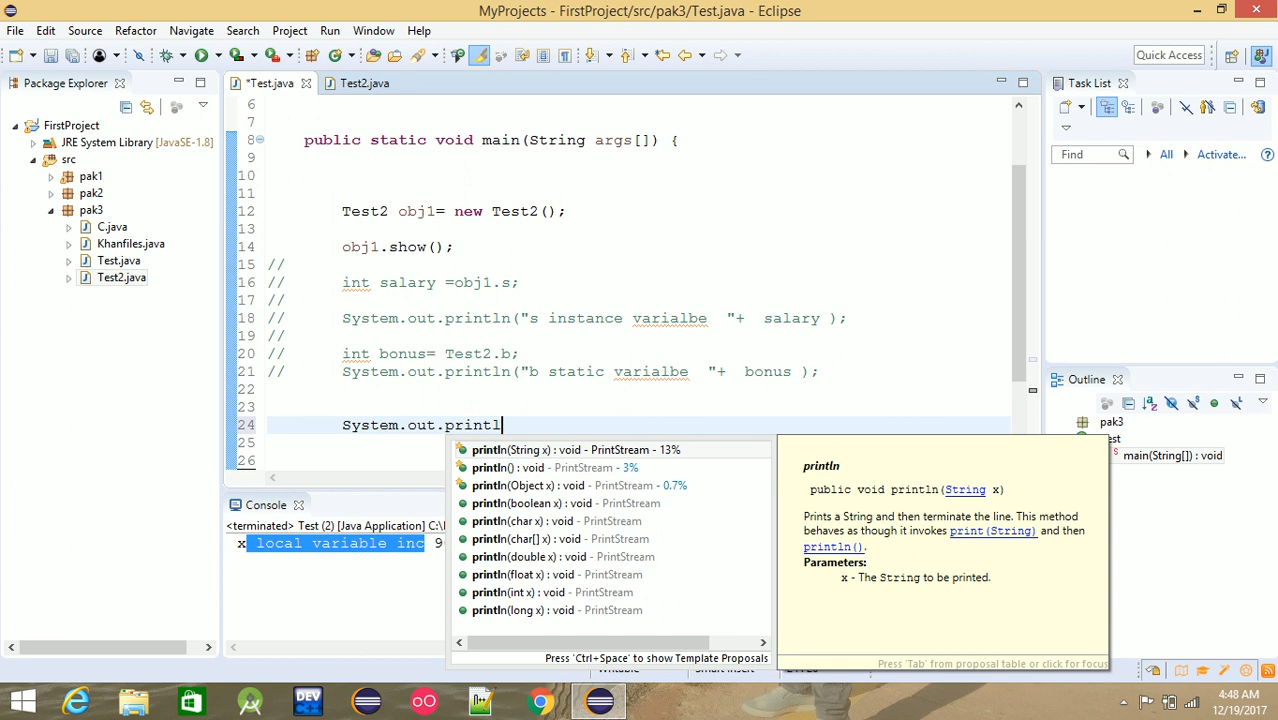 MyProjects - FirstProject/src/pak3/Test.java - Eclipse
File Edit Source Refactor Navigate Search Project Run Window Help
Quick Access
Package Explorer
*Test.java
Test2.java
Task List
FirstProject
JRE System Library [JavaSE-1.8]
src
pak1
pak2
pak3
C.java
Khanfiles.java
Test.java
Test2.java
6
7
8 public static void main(String args[]) {
9
10
11
12 Test2 obj1= new Test2();
13
14 obj1.show();
15 //
16 // int salary =obj1.s;
17 //
18 // System.out.println("s instance varialbe "+ salary );
19 //
20 // int bonus= Test2.b;
21 // System.out.println("b static varialbe "+ bonus );
22
23
24 System.out.printl
25
26
println(String x) : void - PrintStream - 13%
println() : void - PrintStream - 3%
println(Object x) : void - PrintStream - 0.7%
println(boolean x) : void - PrintStream
println(char x) : void - PrintStream
println(char[] x) : void - PrintStream
println(double x) : void - PrintStream
println(float x) : void - PrintStream
println(int x) : void - PrintStream
println(long x) : void - PrintStream
Press 'Ctrl+Space' to show Template Proposals
println
public void println(String x)
Prints a String and then terminate the line. This method
behaves as though it invokes print(String) and then
println().
Parameters:
x - The String to be printed.
Press 'Tab' from proposal table or click for focus
Find
All
Activate...
Outline
pak3
main(String[]) : void
Console
<terminated> Test (2) [Java Application] C:\
x local variable inc 9
DEV
4:48 AM
12/19/2017